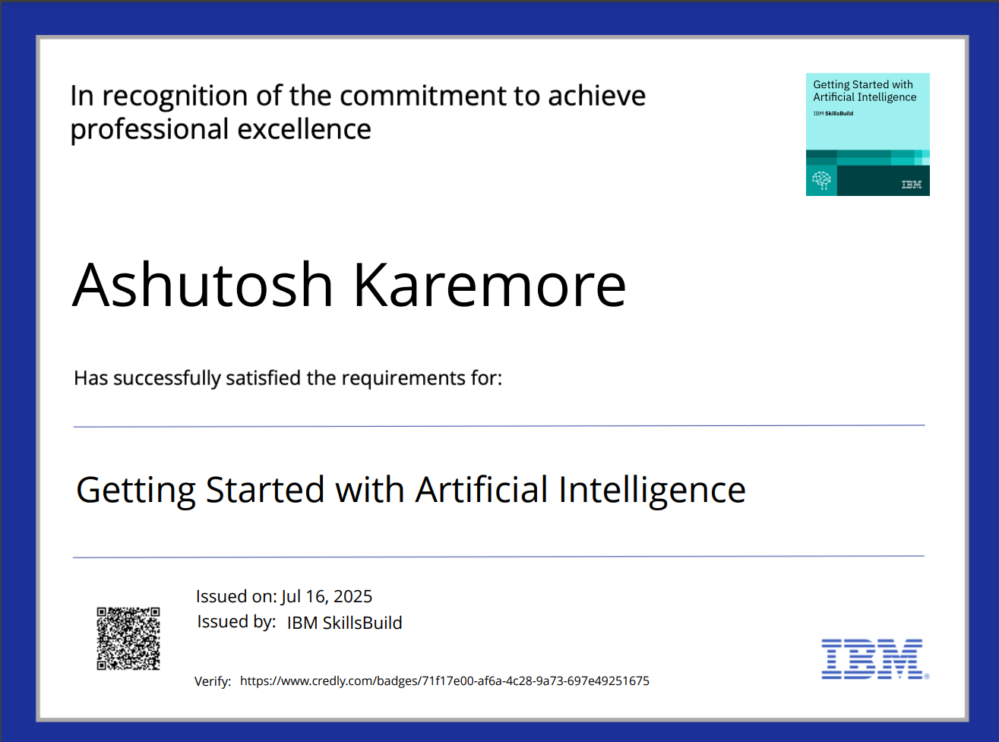 In recognition of the commitment to achieve
professional excellence
Getting Started with
Artificial Intelligence
IBM SkillsBuild
IBM
Ashutosh Karemore
Has successfully satisfied the requirements for:
Getting Started with Artificial Intelligence
Issued on: Jul 16, 2025
Issued by: IBM SkillsBuild
Verify: https://www.credly.com/badges/71f17e00-af6a-4c28-9a73-697e49251675
IBM®